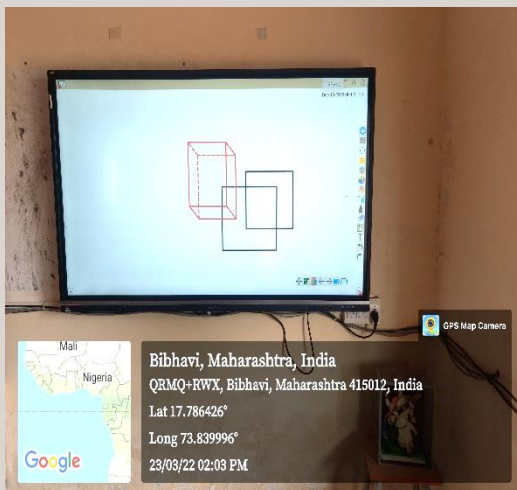 GPS Map Camera
Mali
Nigeria
Google
Bibhavi, Maharashtra, India
QRMQ+RWX, Bibhavi, Maharashtra 415012, India
Lat 17.786426°
Long 73.839996°
23/03/22 02:03 PM